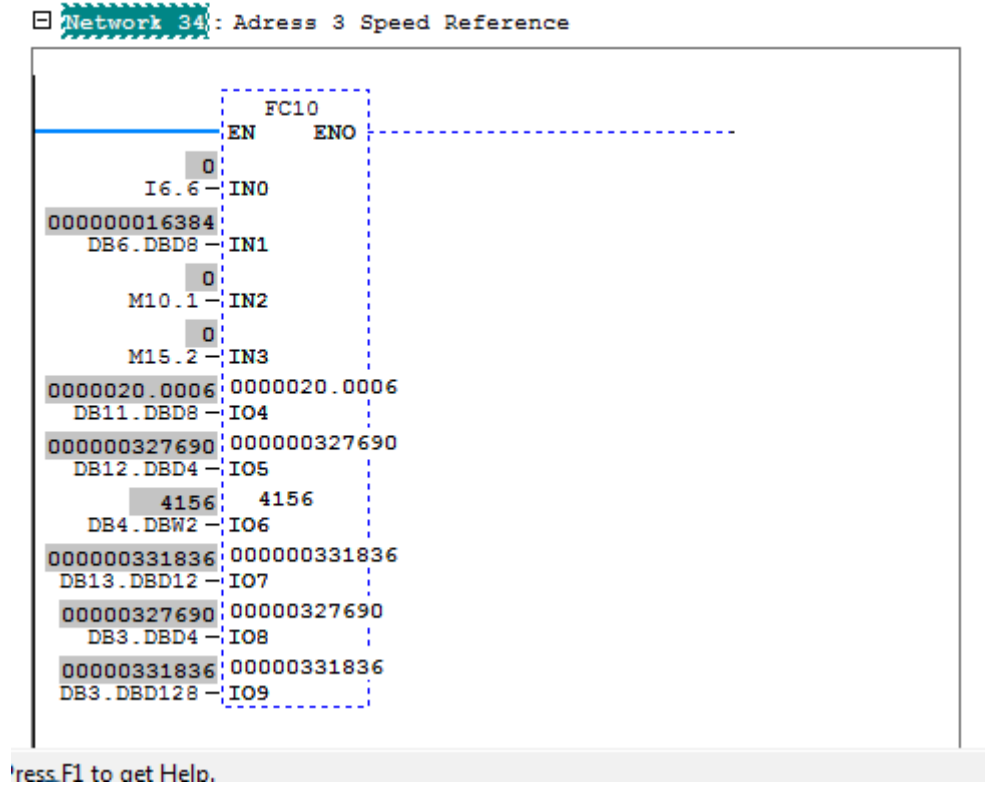 Network 34: Adress 3 Speed Reference
FC10
EN ENO
0
I6.6 IN0
000000016384
DB6.DBD8 IN1
0
M10.1 IN2
0
M15.2 IN3
0000020.0006 0000020.0006
DB11.DBD8 IO4
000000327690 000000327690
DB12.DBD4 IO5
4156 4156
DB4.DBW2 IO6
000000331836 000000331836
DB13.DBD12 IO7
00000327690 00000327690
DB3.DBD4 IO8
00000331836 00000331836
DB3.DBD128 IO9
Press F1 to get Help.